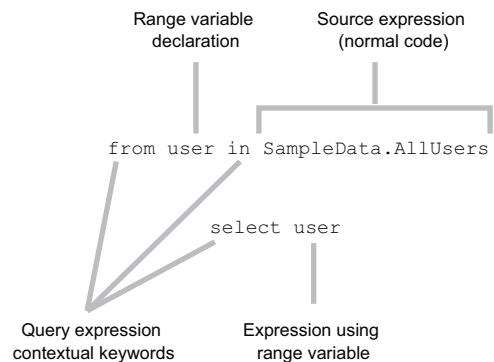 Range variable
declaration
Source expression
(normal code)
from user in SampleData.AllUsers
select user
Query expression
contextual keywords
Expression using
range variable